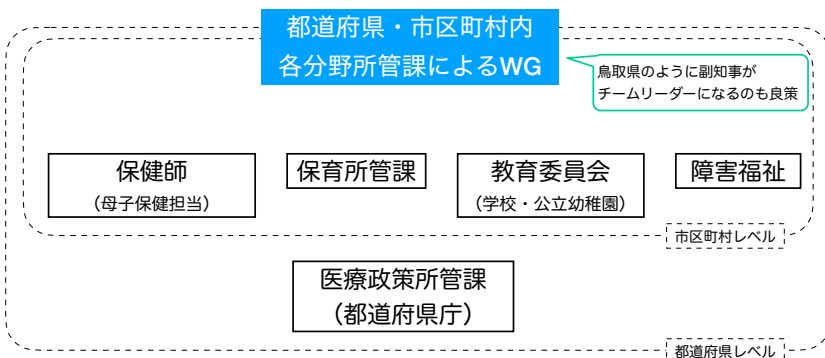 都道府県・市区町村内
各分野所管課によるWG
鳥取県のように副知事が
チームリーダーになるのも良策
保健師
（母子保健担当）
保育所管課
教育委員会
（学校・公立幼稚園）
障害福祉
市区町村レベル
医療政策所管課
（都道府県庁）
都道府県レベル